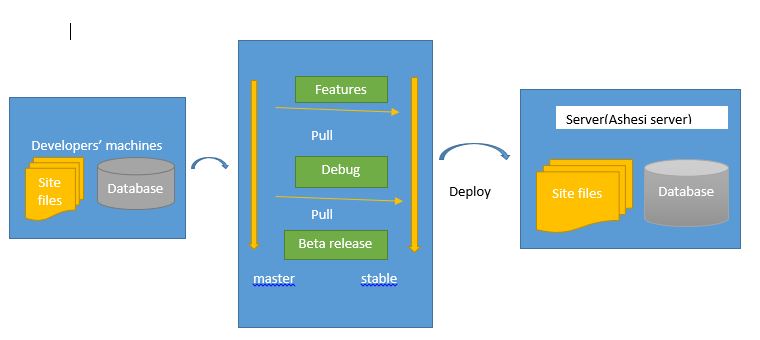 Developers’ machines
Site
files
Database
Features
Pull
Debug
Pull
Beta release
master
stable
Deploy
Server(Ashesi server)
Site files
Database